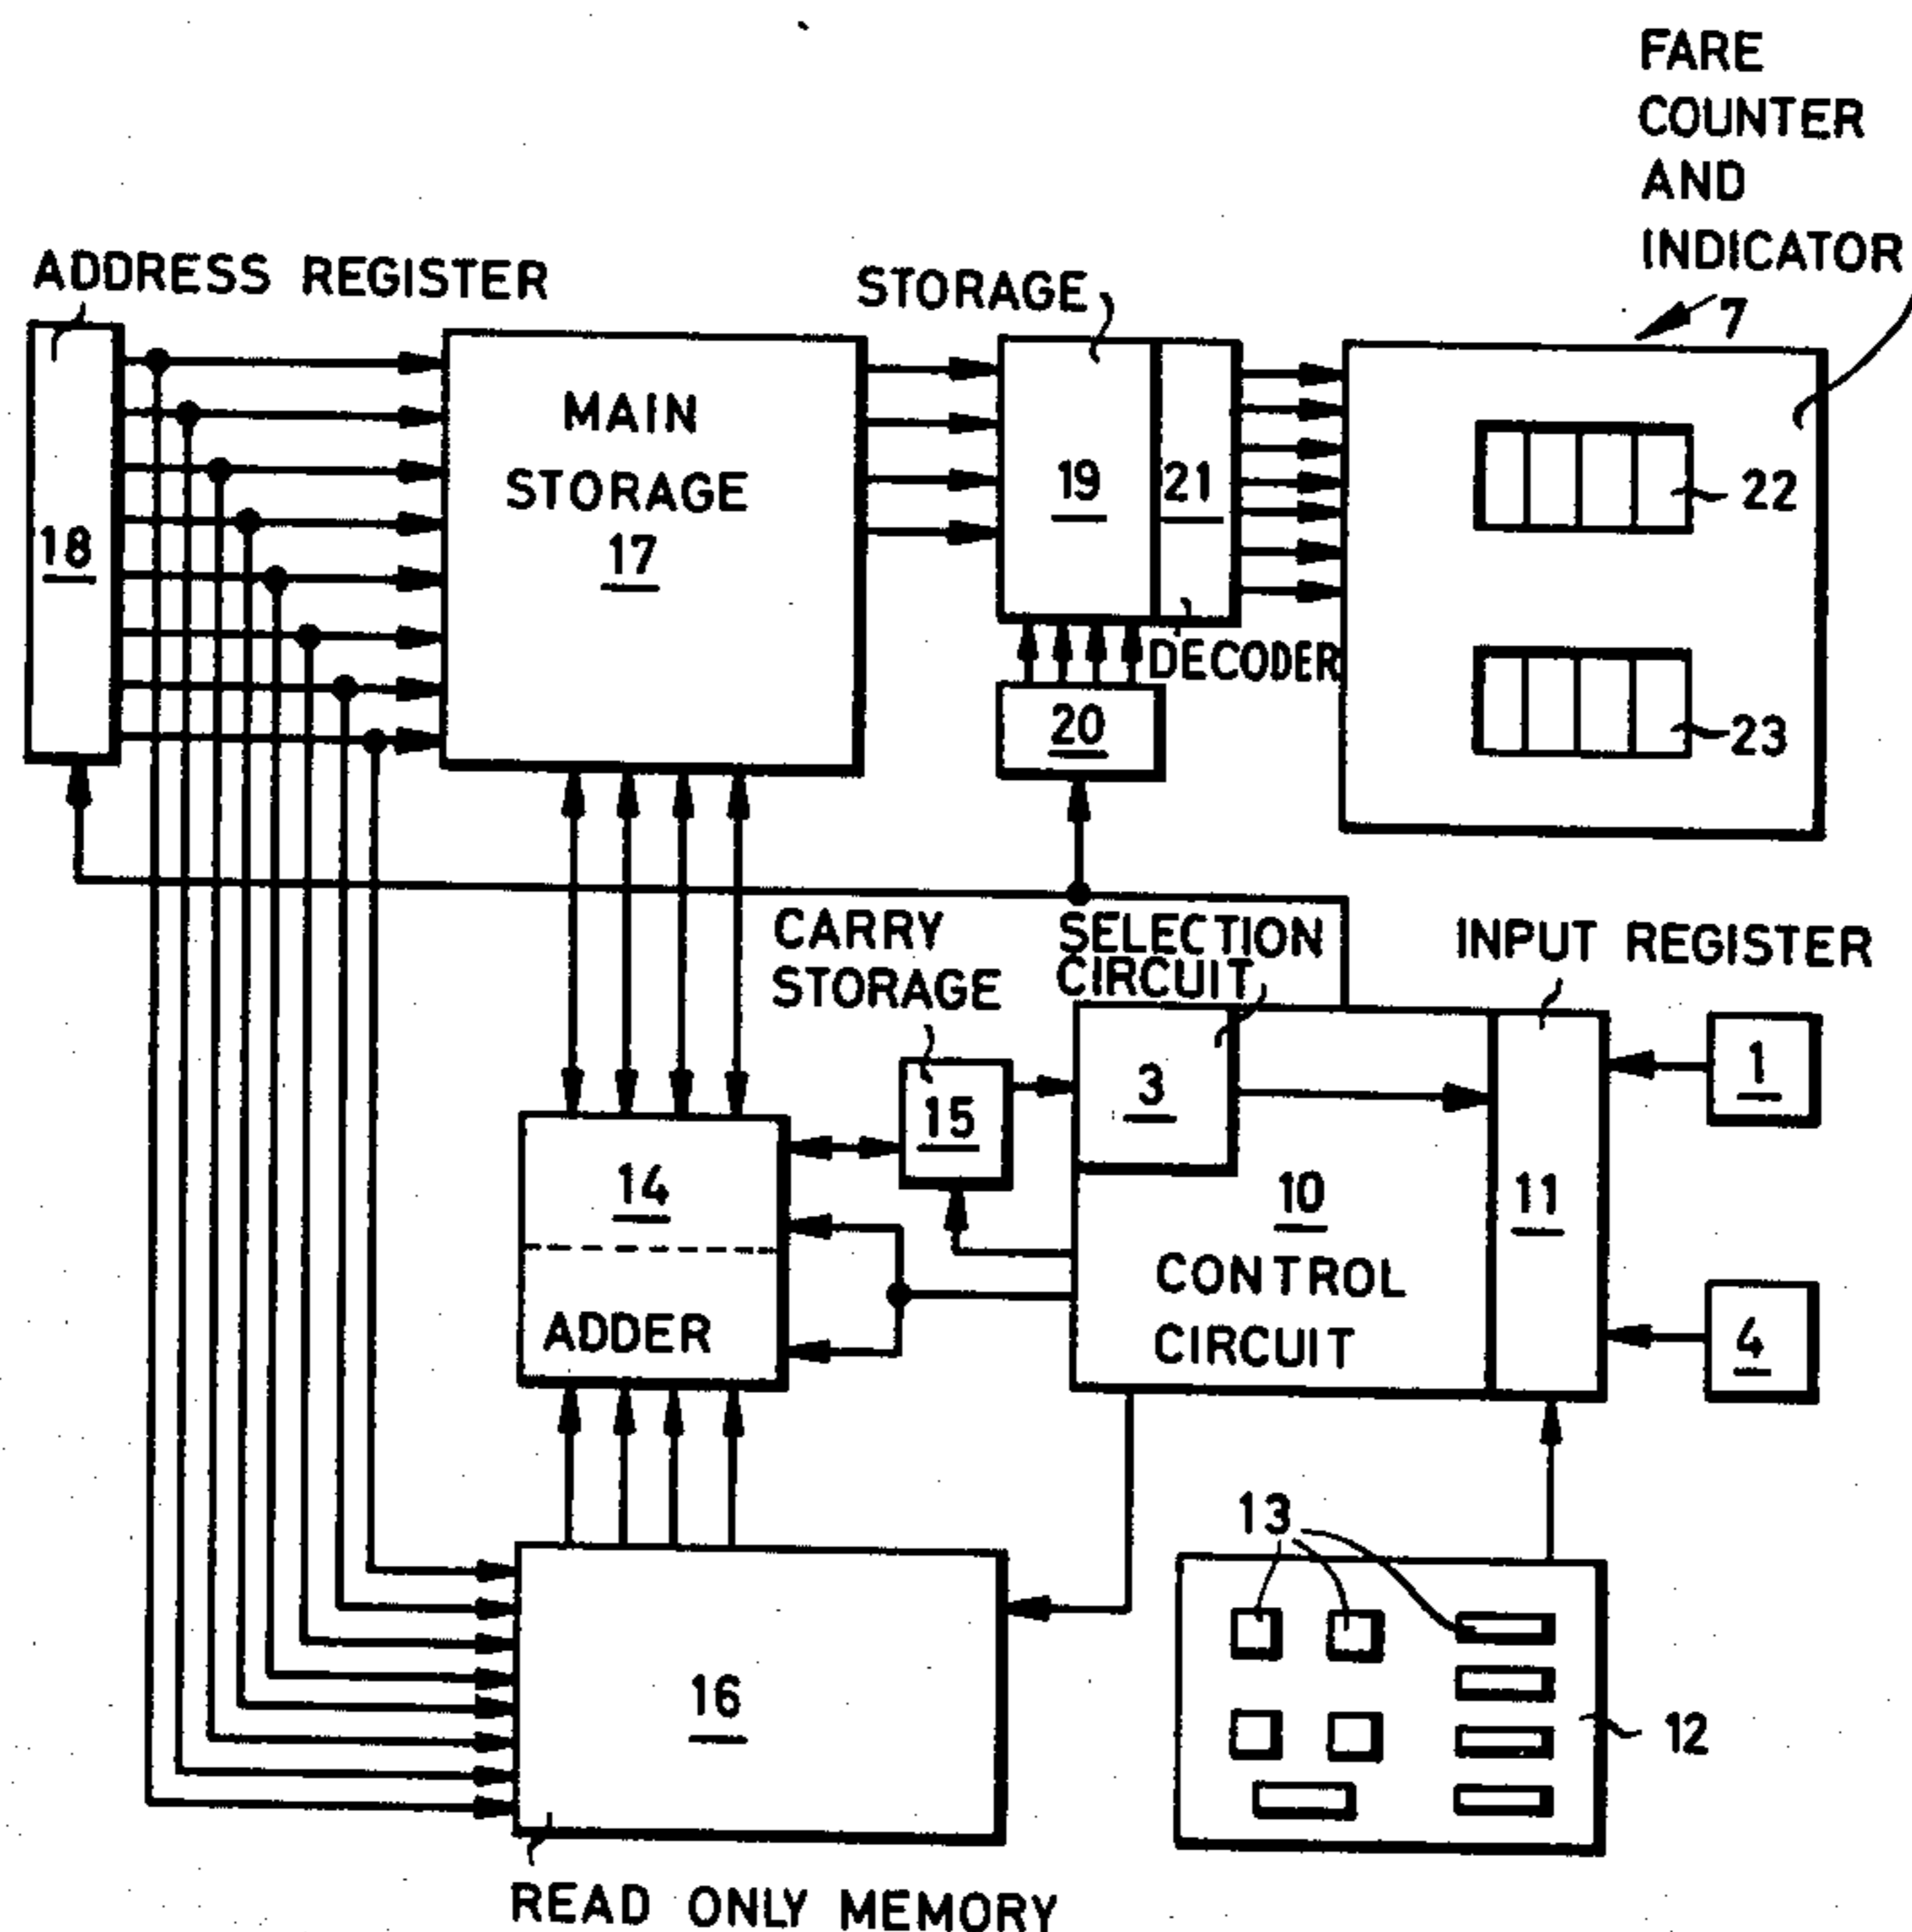 FARE
COUNTER
AND
INDICATOR
7
ADDRESS REGISTER
STORAGE
MAIN
STORAGE
17
18
19
21
22
DECODER
20
23
CARRY
STORAGE
SELECTION
CIRCUIT
INPUT REGISTER
1
3
15
14
10
11
CONTROL
CIRCUIT
ADDER
4
13
16
12
READ ONLY MEMORY